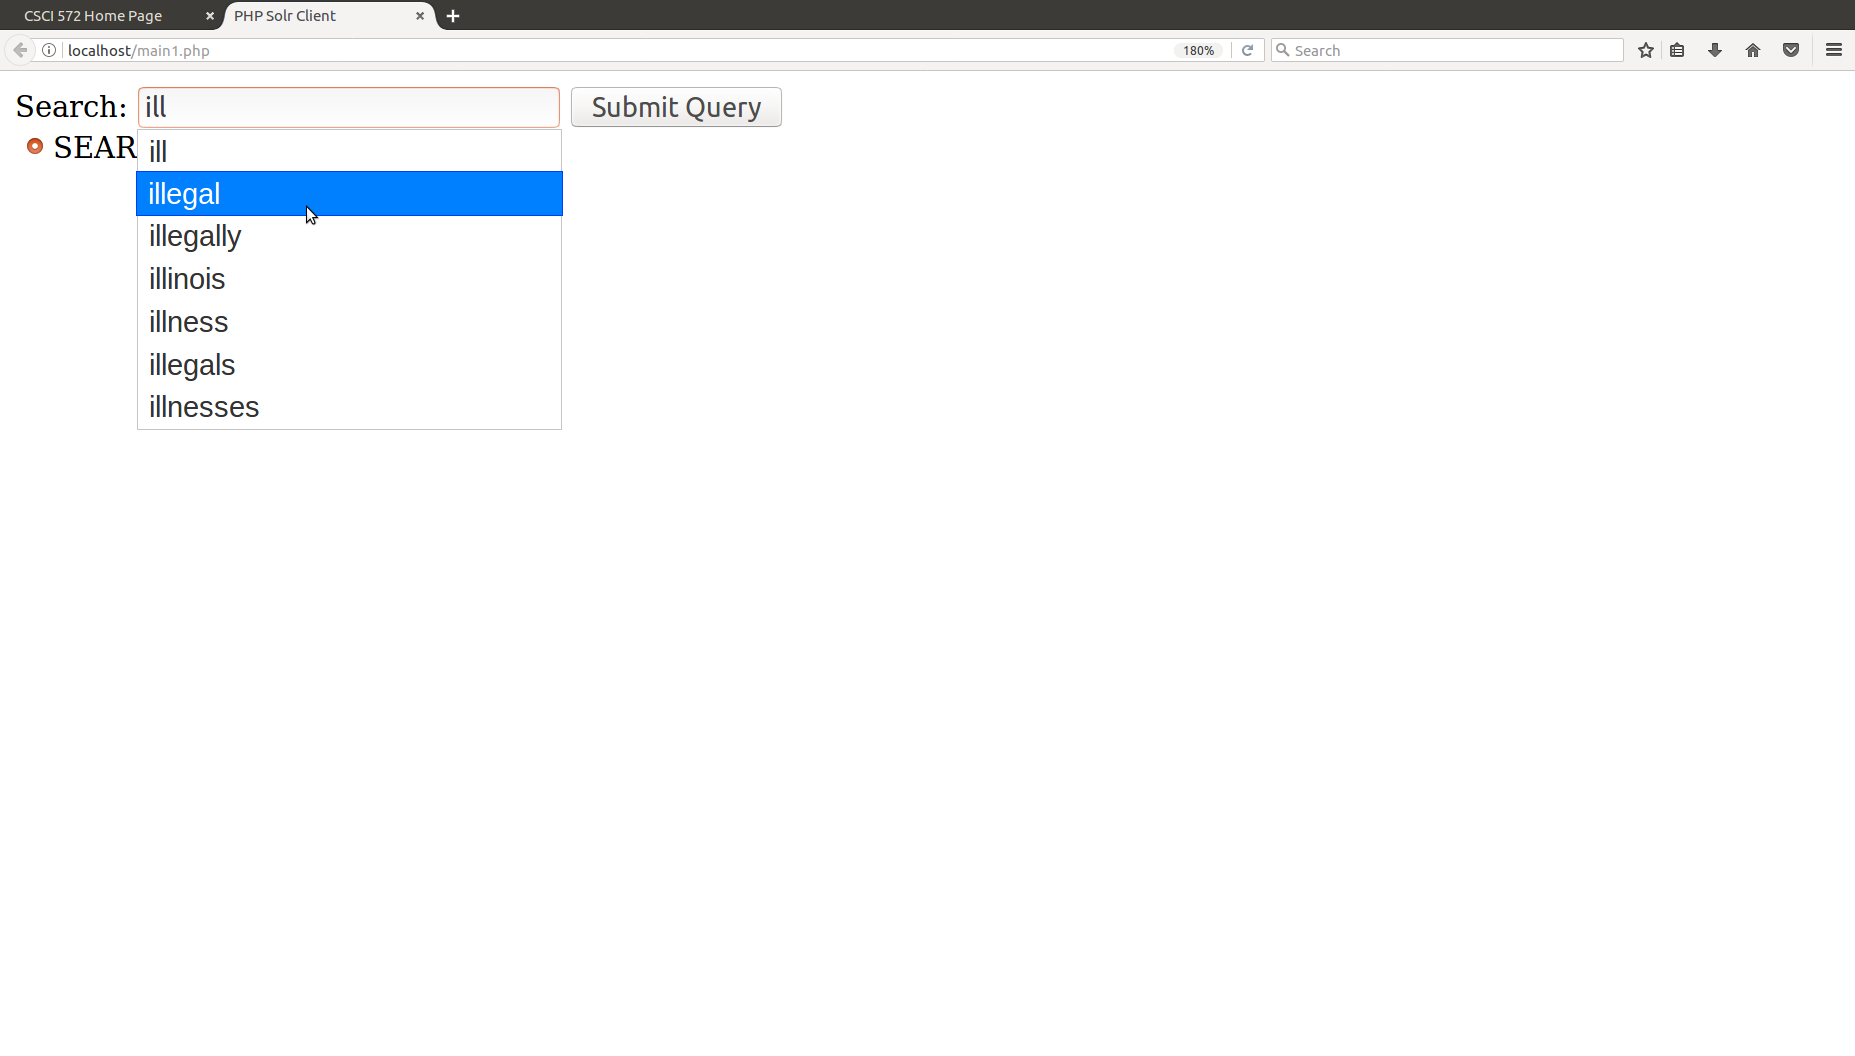 CSCI 572 Home Page
PHP Solr Client
localhost/main1.php
180%
Search
Search: ill Submit Query
SEAR
ill
illegal
illegally
illinois
illness
illegals
illnesses